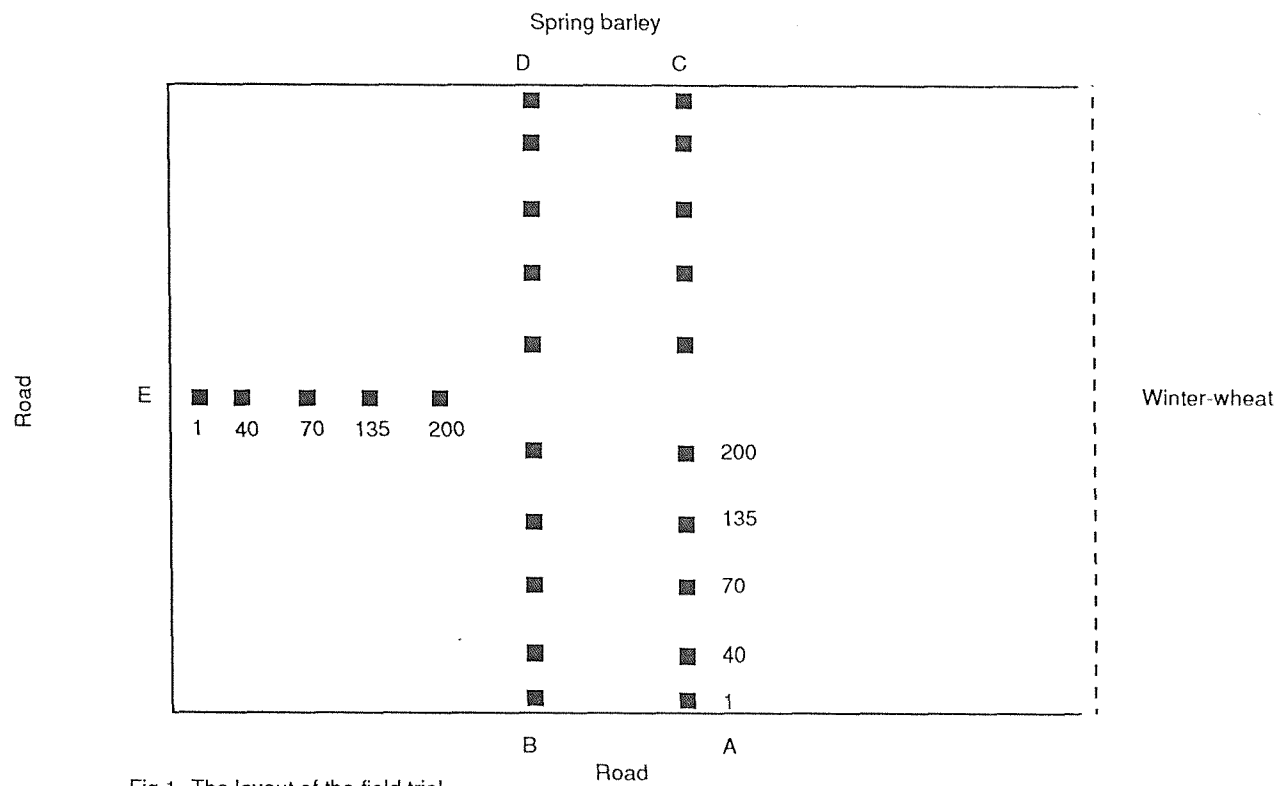 Spring barley
D C
Road
E
Winter-wheat
1 40 70 135 200
200
135
70
40
1
B A
Road
Fig 1. The layout of the field trial